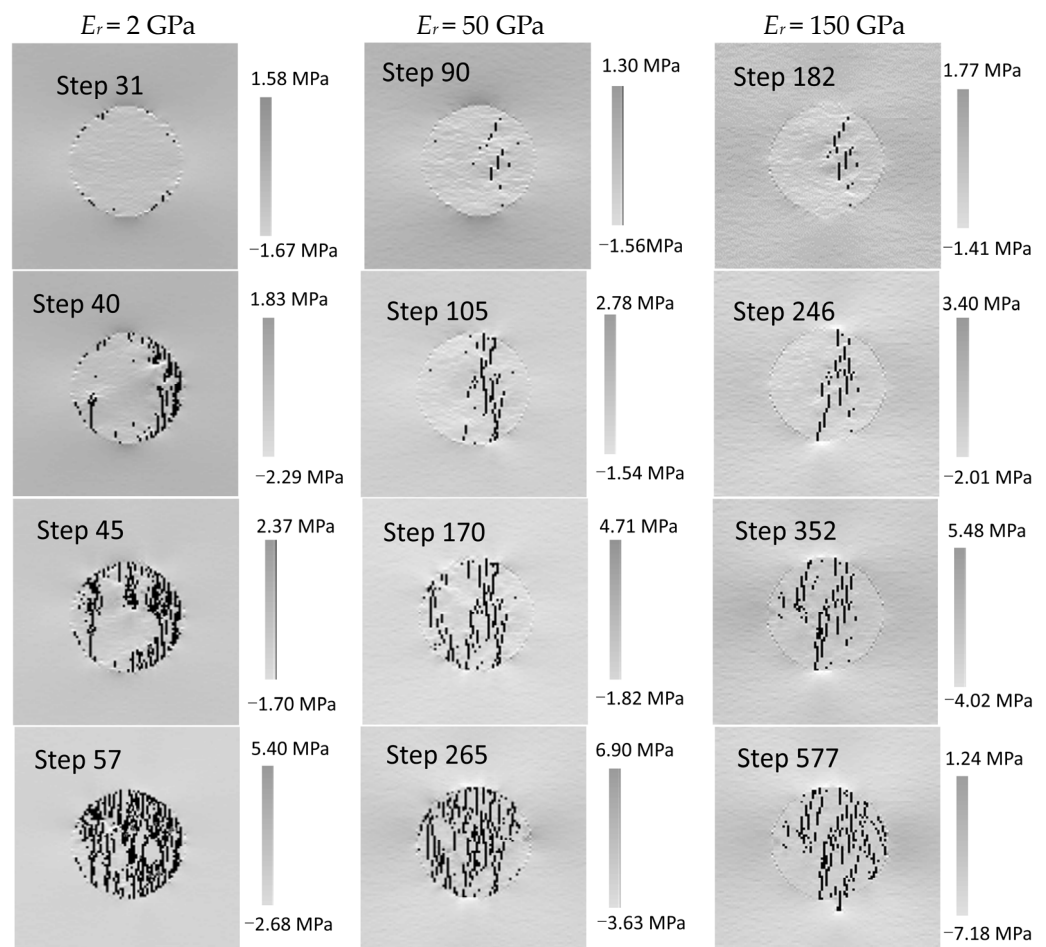 Er = 2 GPa
Er = 50 GPa
Er = 150 GPa
Step 31
1.58 MPa
−1.67 MPa
Step 90
1.30 MPa
−1.56MPa
Step 182
1.77 MPa
−1.41 MPa
Step 40
1.83 MPa
−2.29 MPa
Step 105
2.78 MPa
−1.54 MPa
Step 246
3.40 MPa
−2.01 MPa
Step 45
2.37 MPa
−1.70 MPa
Step 170
4.71 MPa
−1.82 MPa
Step 352
5.48 MPa
−4.02 MPa
Step 57
5.40 MPa
−2.68 MPa
Step 265
6.90 MPa
−3.63 MPa
Step 577
1.24 MPa
−7.18 MPa